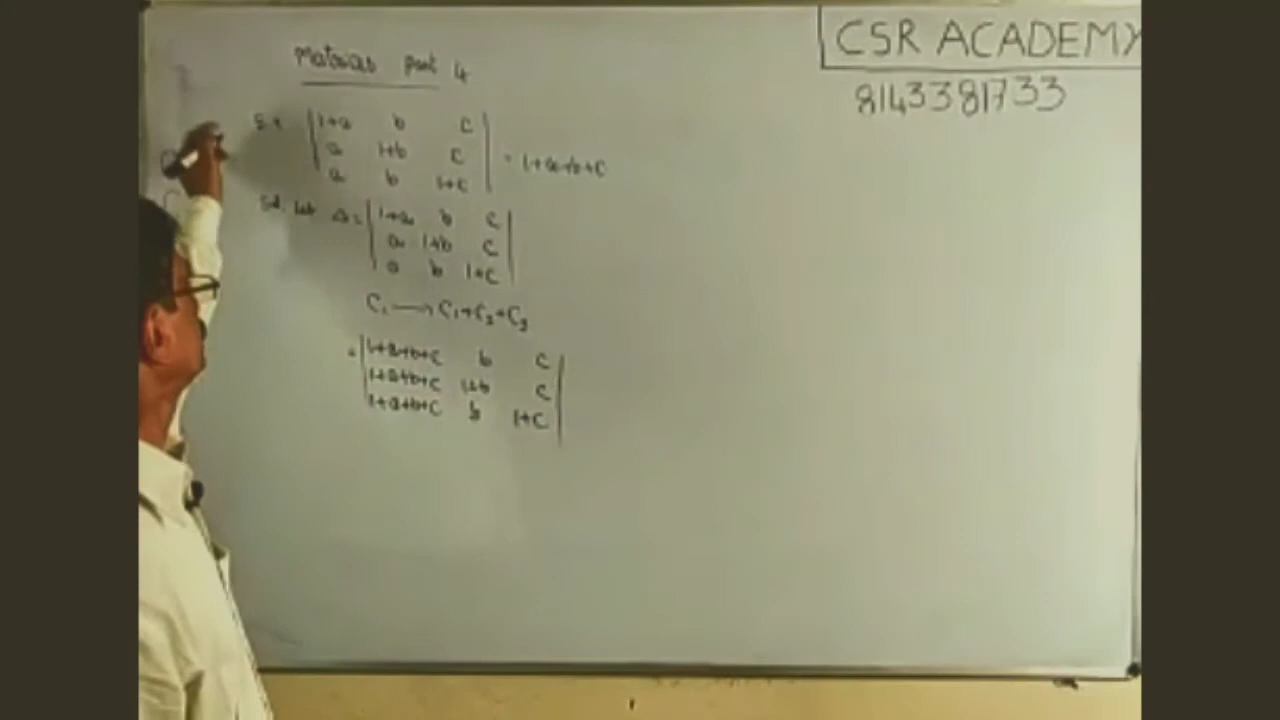 CSR ACADEMY
8143381733
Matrices part 4
S.T |1+a b c|
|a 1+b c| = 1+a+b+c
|a b 1+c|
Sol. Let Δ = |1+a b c|
|a 1+b c|
|a b 1+c|
C₁ → C₁+C₂+C₃
= |1+a+b+c b c|
|1+a+b+c 1+b c|
|1+a+b+c b 1+c|